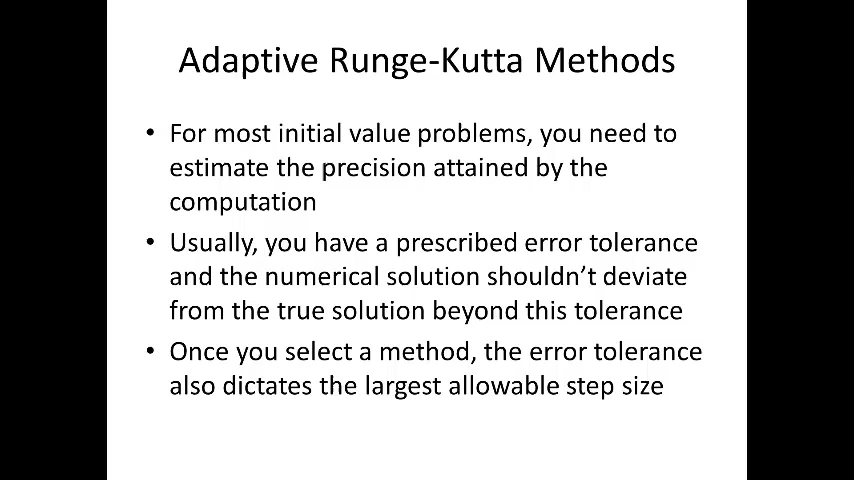 Adaptive Runge-Kutta Methods
• For most initial value problems, you need to
estimate the precision attained by the
computation
• Usually, you have a prescribed error tolerance
and the numerical solution shouldn’t deviate
from the true solution beyond this tolerance
• Once you select a method, the error tolerance
also dictates the largest allowable step size